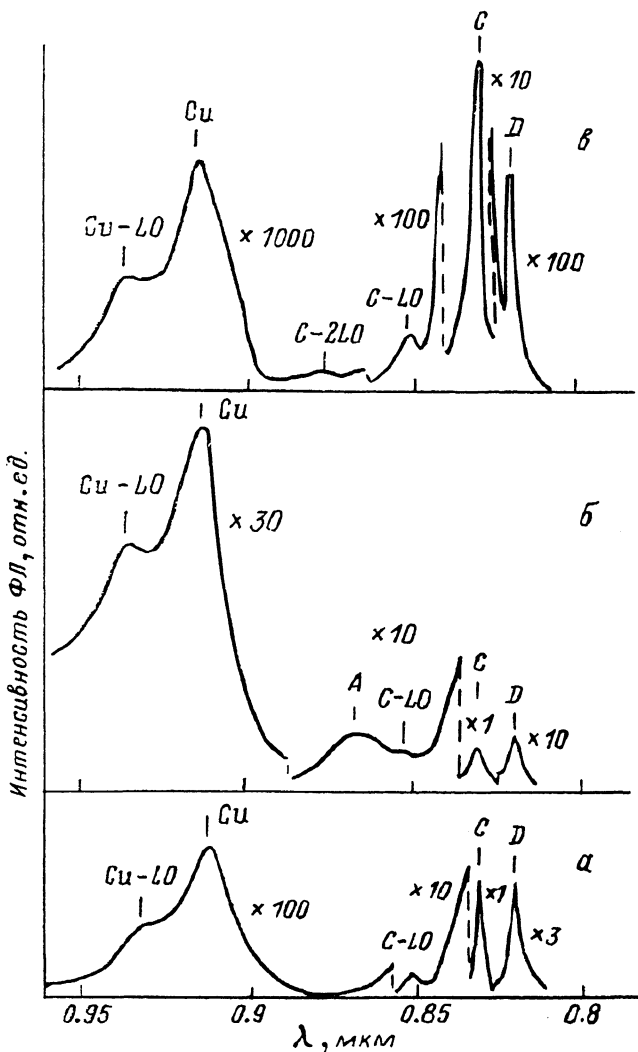 C
× 10
Cu
D
в
Cu-LO
× 1000
× 100
× 100
C-LO
C-2LO
Cu
Cu-LO
× 30
б
× 10
A
C-LO
C
× 1
D
× 10
Cu
Cu-LO
× 100
C-LO
× 10
C
× 1
D
× 3
а
0.95
0.9
0.85
0.8
λ, мкм
Интенсивность ФЛ, отн. ед.